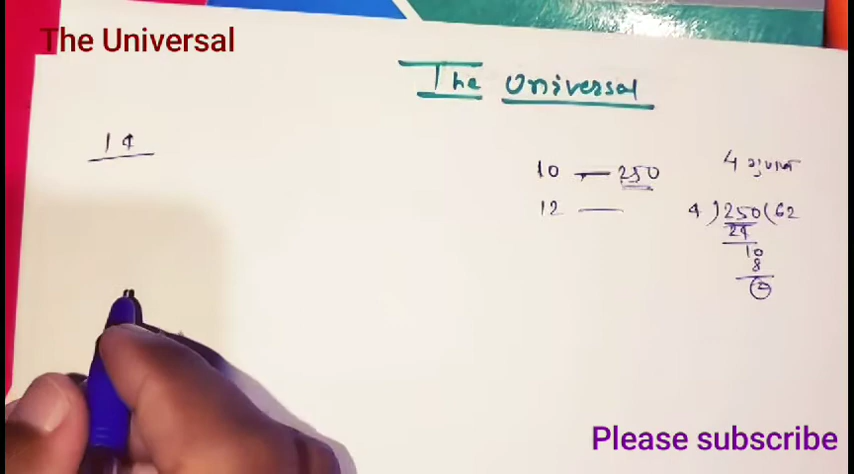 The Universal
The Universal
14
10 — 250
12 —
4
4 ) 250 ( 62
24
10
8
2
Please subscribe